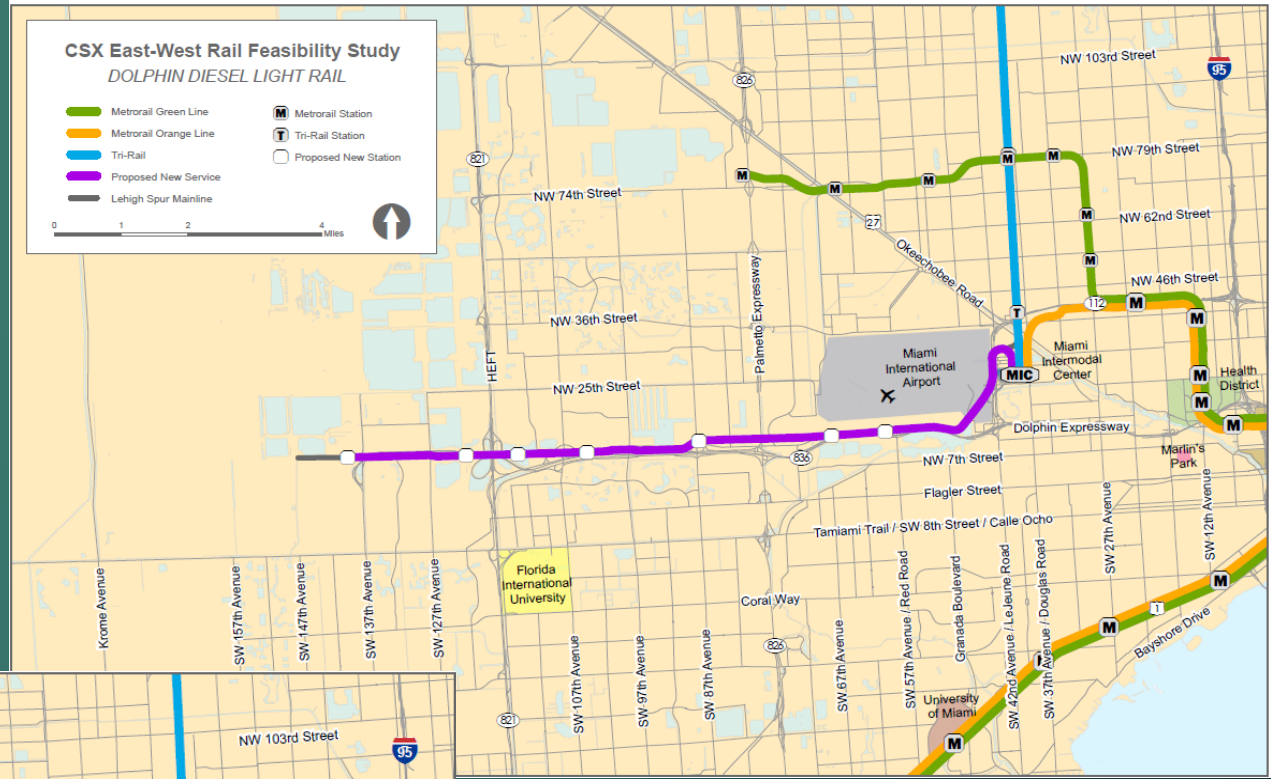 CSX East-West Rail Feasibility Study
DOLPHIN DIESEL LIGHT RAIL
Metrorail Green Line
Metrorail Orange Line
Tri-Rail
Proposed New Service
Lehigh Spur Mainline
M Metrorail Station
T Tri-Rail Station
Proposed New Station
0 1 2 4
Miles
NW 103rd Street
95
826
821
M
M
M
M
M
NW 79th Street
NW 74th Street
27
M
NW 62nd Street
Okeechobee Road
M
NW 46th Street
112
M
T
M
NW 36th Street
Palmetto Expressway
HEFT
Miami
International
Airport
MIC
Miami
Intermodal
Center
M
Health
District
M
NW 25th Street
M
Dolphin Expressway
836
NW 7th Street
Marlin's
Park
Flagler Street
Tamiami Trail / SW 8th Street / Calle Ocho
Florida
International
University
Coral Way
Krome Avenue
SW 157th Avenue
SW 147th Avenue
SW 137th Avenue
SW 127th Avenue
SW 107th Avenue
SW 97th Avenue
SW 87th Avenue
826
SW 67th Avenue
SW 57th Avenue / Red Road
Granada Boulevard
SW 42nd Avenue / LeJeune Road
SW 37th Avenue / Douglas Road
SW 27th Avenue
SW 12th Avenue
M
1
M
M
Bayshore Drive
University
of Miami
M
821
NW 103rd Street
95